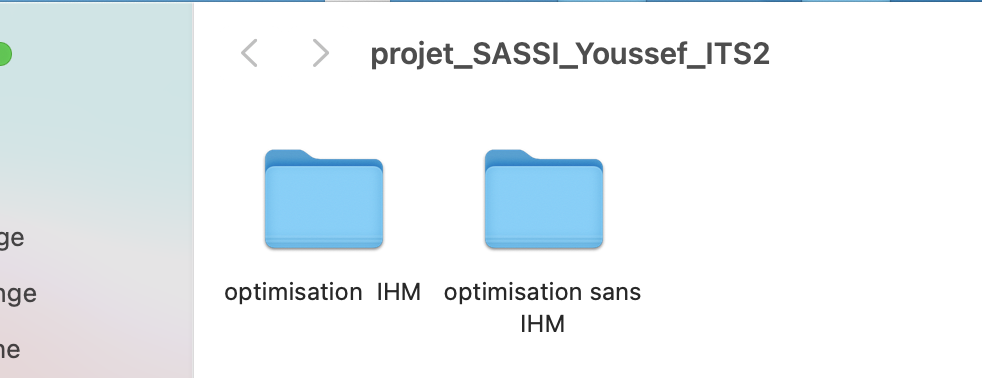 projet_SASSI_Youssef_ITS2
optimisation  IHM
optimisation sans
IHM